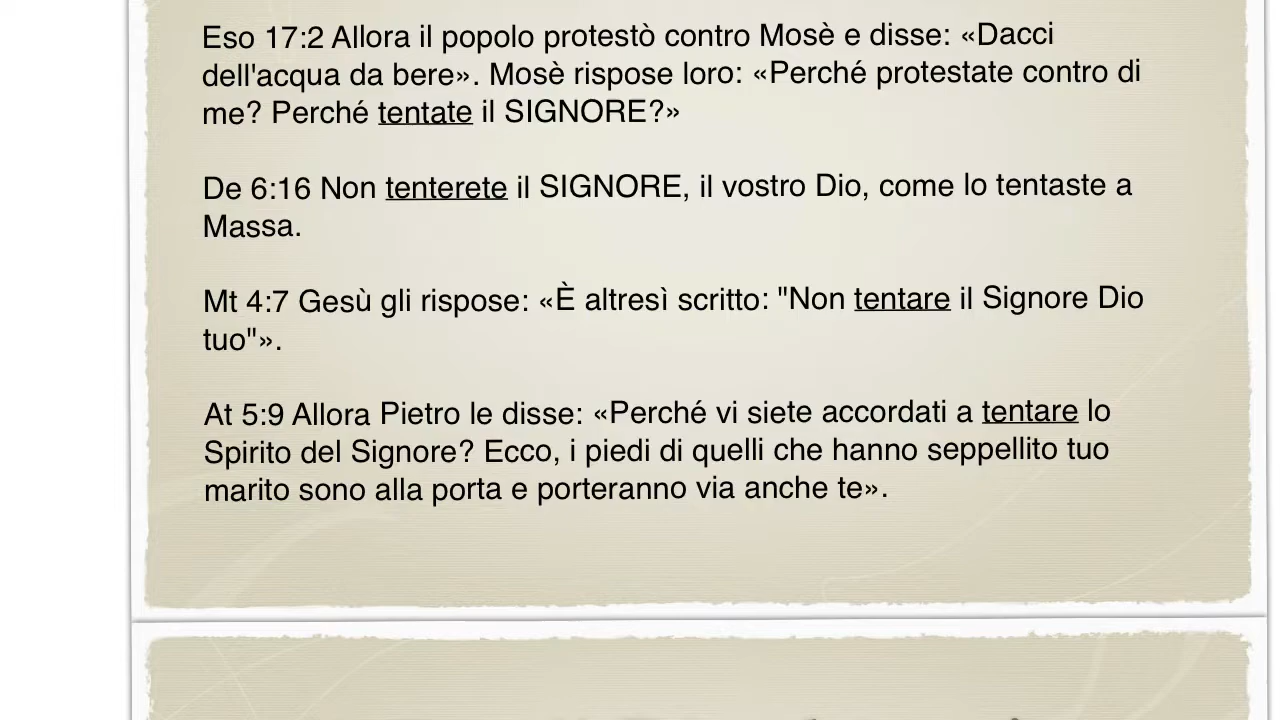 Eso 17:2 Allora il popolo protestò contro Mosè e disse: «Dacci
dell'acqua da bere». Mosè rispose loro: «Perché protestate contro di
me? Perché tentate il SIGNORE?»
De 6:16 Non tenterete il SIGNORE, il vostro Dio, come lo tentaste a
Massa.
Mt 4:7 Gesù gli rispose: «È altresì scritto: "Non tentare il Signore Dio
tuo"».
At 5:9 Allora Pietro le disse: «Perché vi siete accordati a tentare lo
Spirito del Signore? Ecco, i piedi di quelli che hanno seppellito tuo
marito sono alla porta e porteranno via anche te».